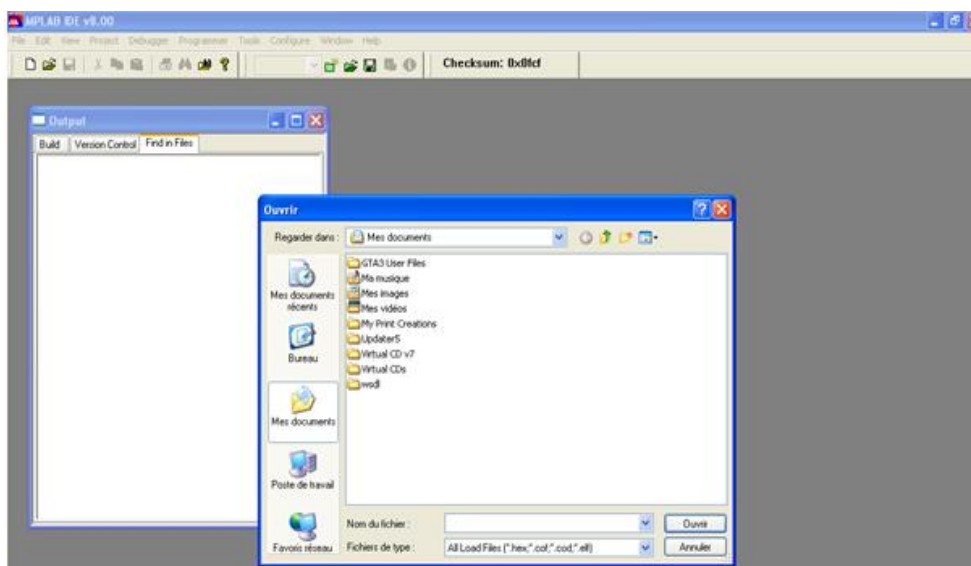 MPLAB IDE v8.00
File Edit View Project Debugger Programmer Tools Configure Window Help
Checksum: 0x0fcf
Output
Build Version Control Find in Files
Ouvrir
Regarder dans : Mes documents
Mes documents
récents
Bureau
Mes documents
Poste de travail
Favoris réseau
GTA3 User Files
Ma musique
Mes images
Mes vidéos
My Print Creations
Updater5
Virtual CD v7
Virtual CDs
wsdl
Nom du fichier :
Ouvrir
Fichiers de type : All Load Files (*.hex;*.cof;*.cod;*.elf)
Annuler